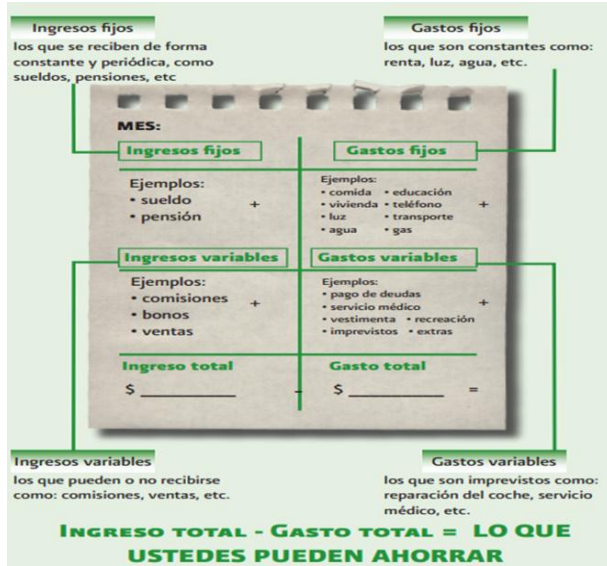 Ingresos fijos
los que se reciben de forma
constante y periódica, como
sueldos, pensiones, etc
Gastos fijos
los que son constantes como:
renta, luz, agua, etc.
MES:
Ingresos fijos
Ejemplos:
• sueldo
• pensión
+
Gastos fijos
Ejemplos:
• comida • educación
• vivienda • teléfono
• luz • transporte
• agua • gas
+
Ingresos variables
Ejemplos:
• comisiones
• bonos
• ventas
+
Gastos variables
Ejemplos:
• pago de deudas
• servicio médico
• vestimenta • recreación
• imprevistos • extras
+
Ingreso total
$ __________ -
Gasto total
$ __________ =
Ingresos variables
los que pueden o no recibirse
como: comisiones, ventas, etc.
Gastos variables
los que son imprevistos como:
reparación del coche, servicio
médico, etc.
INGRESO TOTAL - GASTO TOTAL = LO QUE
USTEDES PUEDEN AHORRAR